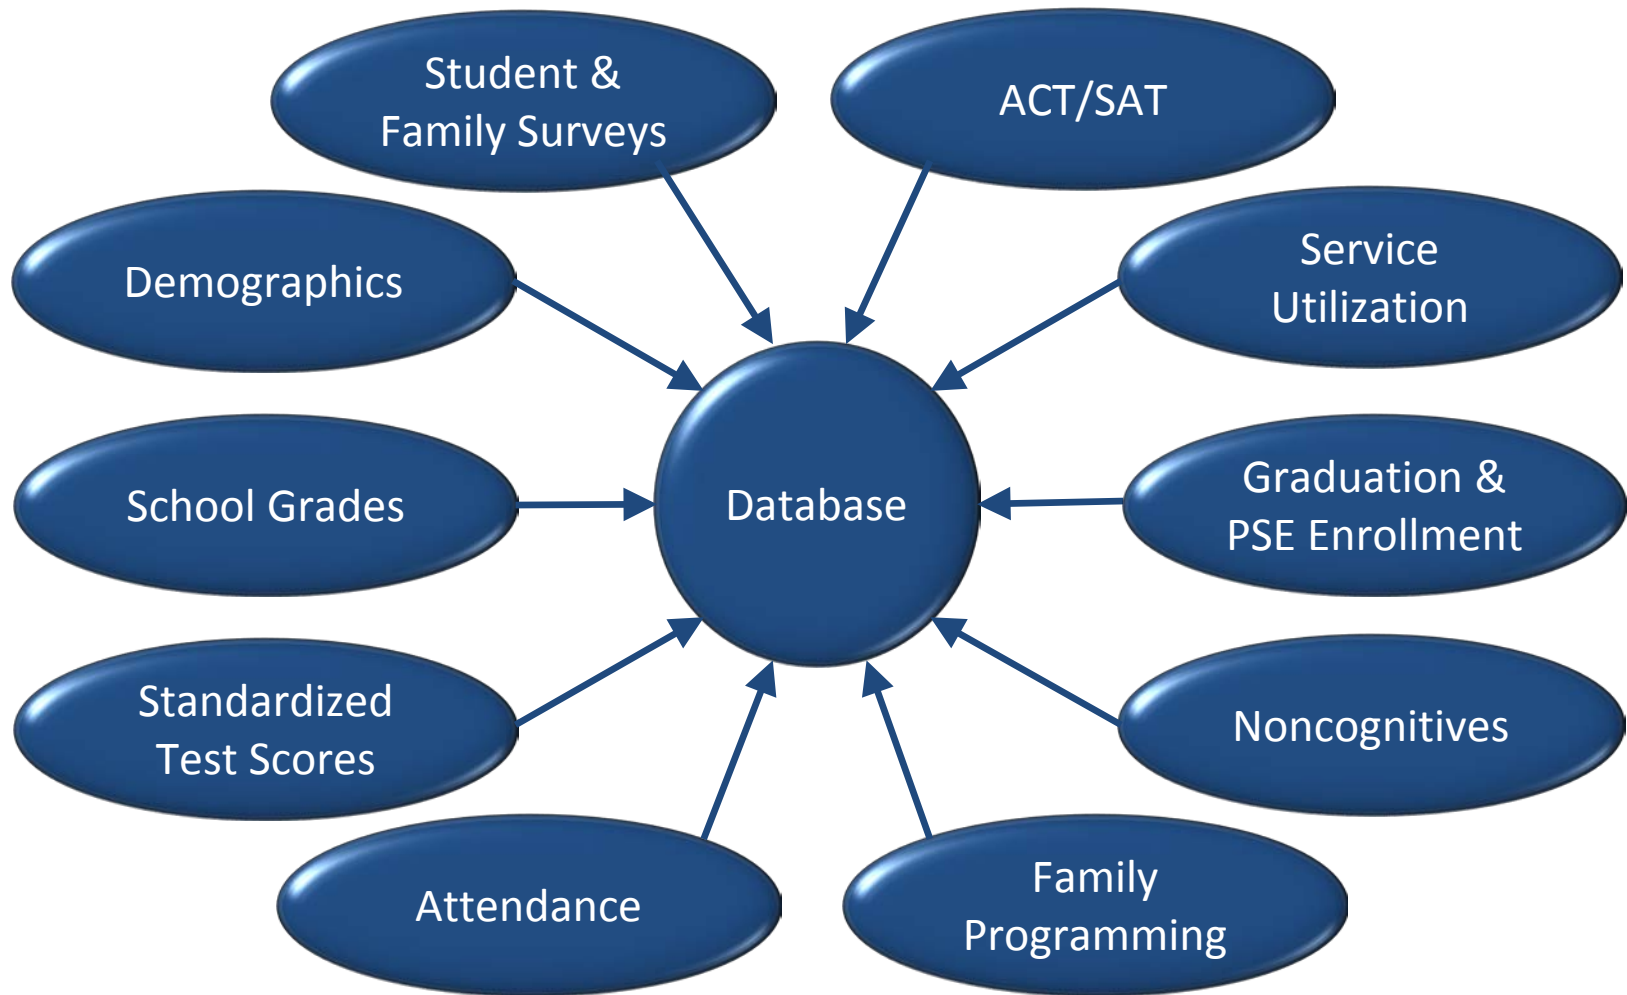 Student &
Family Surveys
ACT/SAT
Demographics
Service
Utilization
School Grades
Database
Graduation &
PSE Enrollment
Standardized
Test Scores
Noncognitives
Attendance
Family
Programming